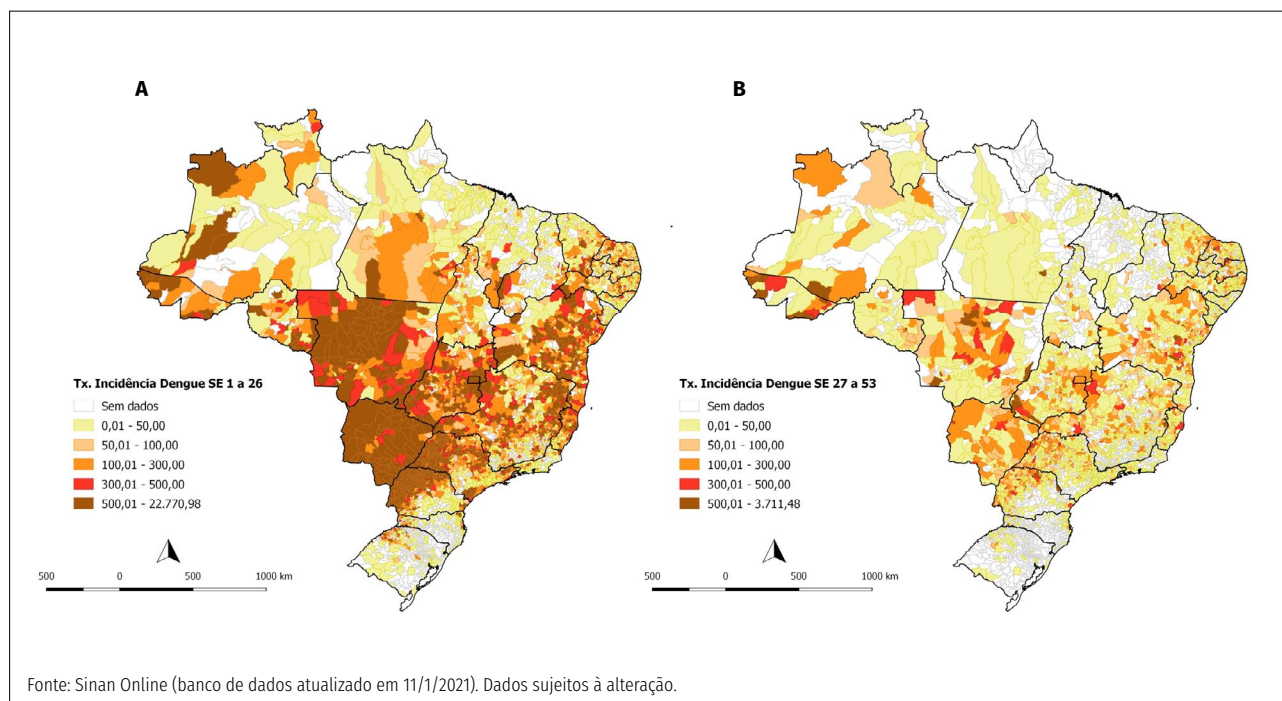 A
B
Tx. Incidência Dengue SE 1 a 26
Sem dados
0,01 - 50,00
50,01 - 100,00
100,01 - 300,00
300,01 - 500,00
500,01 - 22.770,98
500 0 500 1000 km
Tx. Incidência Dengue SE 27 a 53
Sem dados
0,01 - 50,00
50,01 - 100,00
100,01 - 300,00
300,01 - 500,00
500,01 - 3.711,48
500 0 500 1000 km
Fonte: Sinan Online (banco de dados atualizado em 11/1/2021). Dados sujeitos à alteração.